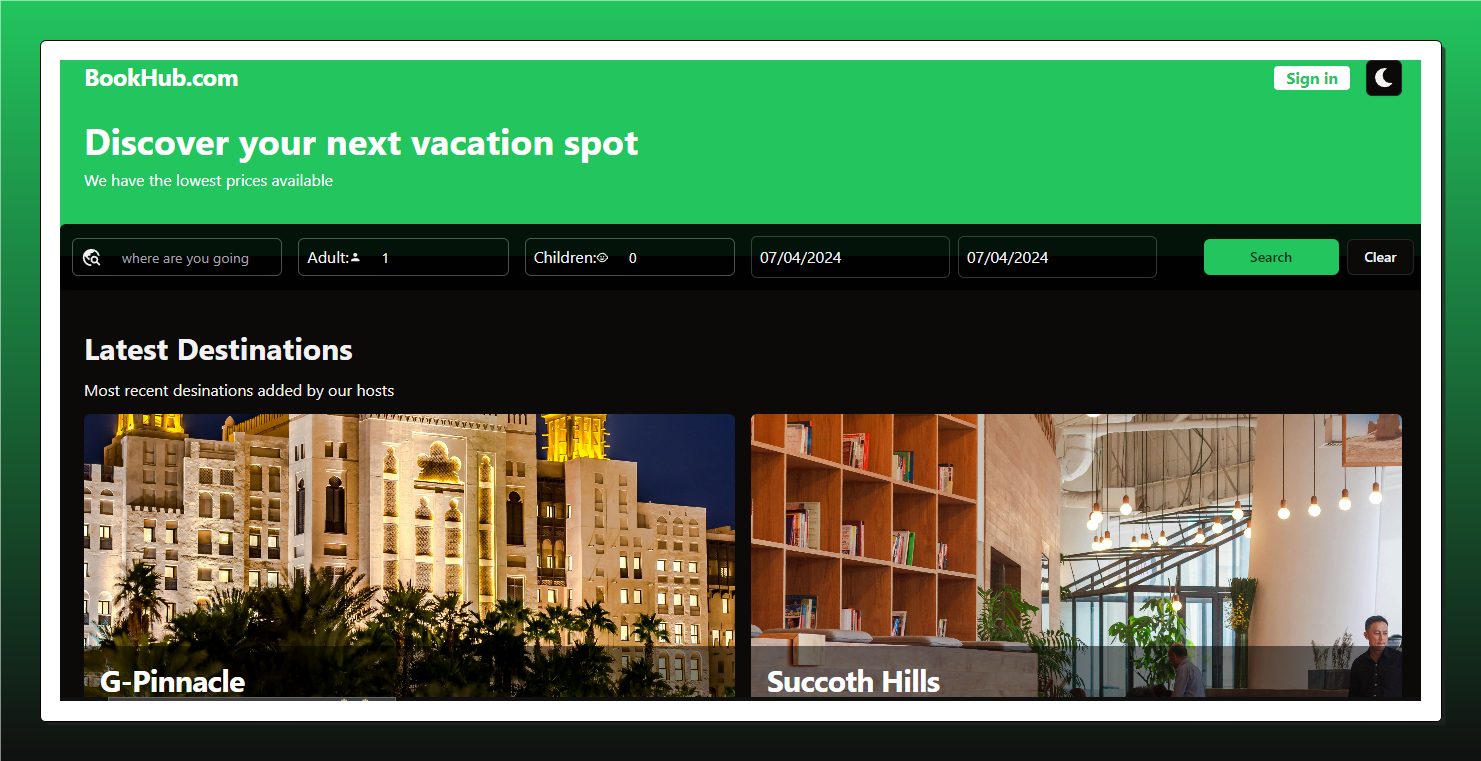 BookHub.com
Sign in
Discover your next vacation spot
We have the lowest prices available
where are you going
Adult: 1
Children: 0
07/04/2024
07/04/2024
Search
Clear
Latest Destinations
Most recent desinations added by our hosts
G-Pinnacle
Succoth Hills